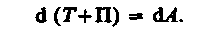 d (T+Π) = dA.